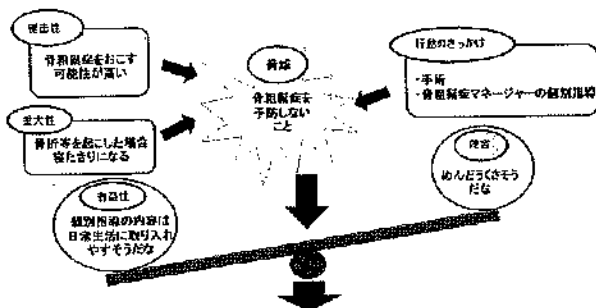 罹患性
骨粗鬆症をおこす
可能性が高い
重大性
骨折等を起こした場合
寝たきりになる
有益性
個別指導の内容は
日常生活に取り入れ
やすそうだな
脅威
骨粗鬆症を
予防しない
こと
行動のきっかけ
・手術
・骨粗鬆症マネージャーの個別指導
障害
めんどうくさそう
だな